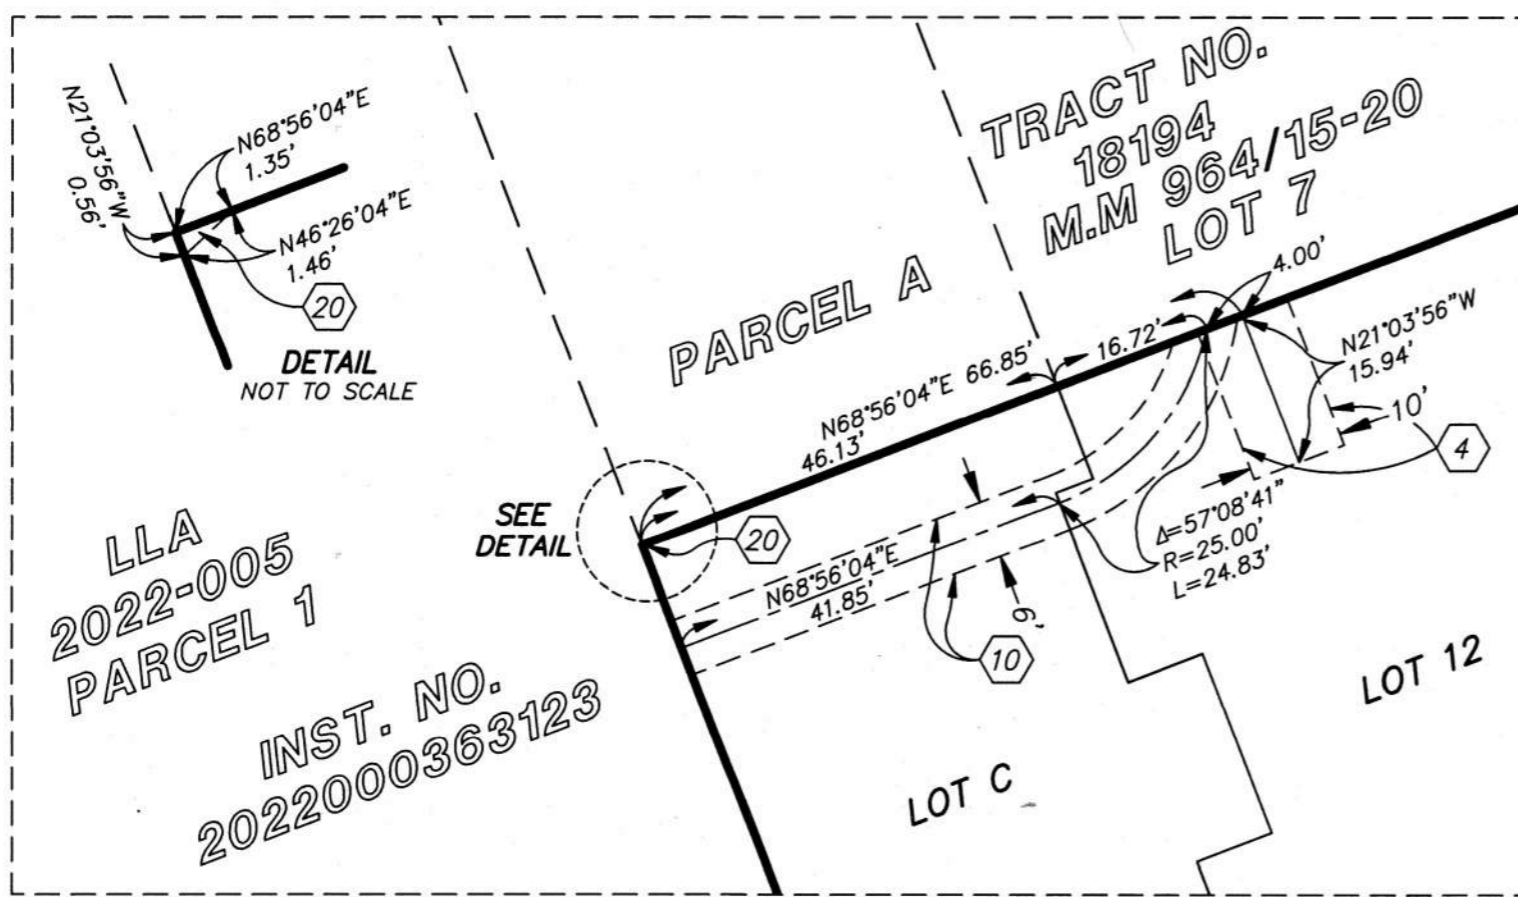 N21°03'56"W
0.56'
N68°56'04"E
1.35'
N46°26'04"E
1.46'
20
DETAIL
NOT TO SCALE
TRACT NO.
18194
M.M 964/15-20
LOT 7
PARCEL A
4.00'
N21°03'56"W
15.94'
10'
4
16.72'
N68°56'04"E 66.85'
46.13'
SEE
DETAIL
20
LLA
2022-005
PARCEL 1
INST. NO.
2022000363123
N68°56'04"E
41.85'
6'
10
Δ=57°08'41"
R=25.00'
L=24.83'
LOT C
LOT 12